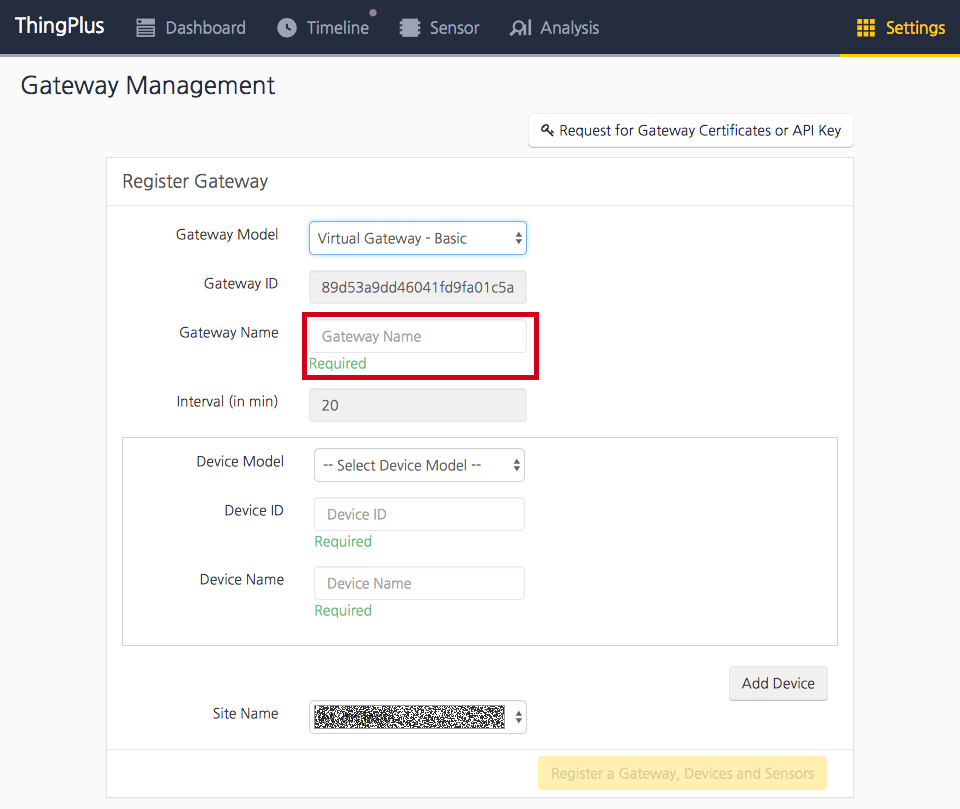 ThingPlus Dashboard Timeline Sensor Analysis Settings
Gateway Management
Request for Gateway Certificates or API Key
Register Gateway
Gateway Model Virtual Gateway - Basic
Gateway ID 89d53a9dd46041fd9fa01c5a
Gateway Name Gateway Name
Required
Interval (in min) 20
Device Model -- Select Device Model --
Device ID Device ID
Required
Device Name Device Name
Required
Add Device
Site Name
Register a Gateway, Devices and Sensors